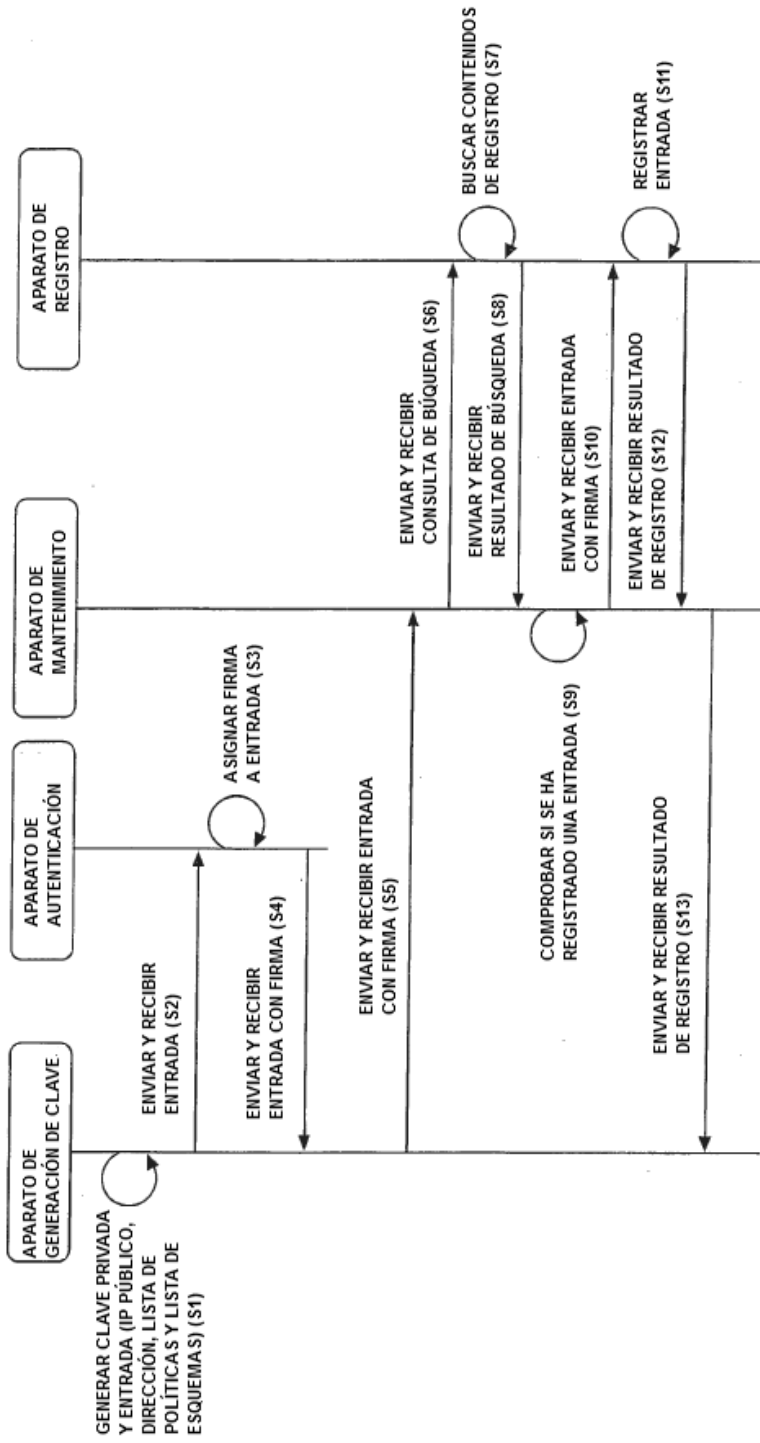 APARATO DE
GENERACIÓN DE CLAVE.
APARATO DE
AUTENTICACIÓN
APARATO DE
MANTENIMIENTO
APARATO DE
REGISTRO
GENERAR CLAVE PRIVADA
Y ENTRADA (IP PÚBLICO,
DIRECCIÓN, LISTA DE
POLÍTICAS Y LISTA DE
ESQUEMAS) (S1)
ENVIAR Y RECIBIR
ENTRADA (S2)
ASIGNAR FIRMA
A ENTRADA (S3)
ENVIAR Y RECIBIR
ENTRADA CON FIRMA (S4)
ENVIAR Y RECIBIR ENTRADA
CON FIRMA (S5)
ENVIAR Y RECIBIR
CONSULTA DE BÚQUEDA (S6)
BUSCAR CONTENIDOS
DE REGISTRO (S7)
ENVIAR Y RECIBIR
RESULTADO DE BÚSQUEDA (S8)
COMPROBAR SI SE HA
REGISTRADO UNA ENTRADA (S9)
ENVIAR Y RECIBIR ENTRADA
CON FIRMA (S10)
REGISTRAR
ENTRADA (S11)
ENVIAR Y RECIBIR RESULTADO
DE REGISTRO (S12)
ENVIAR Y RECIBIR RESULTADO
DE REGISTRO (S13)